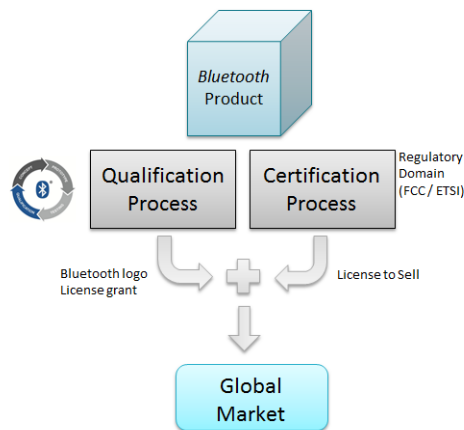 Bluetooth
Product
Qualification
Process
Certification
Process
Regulatory
Domain
(FCC / ETSI)
Bluetooth logo
License grant
License to Sell
Global
Market